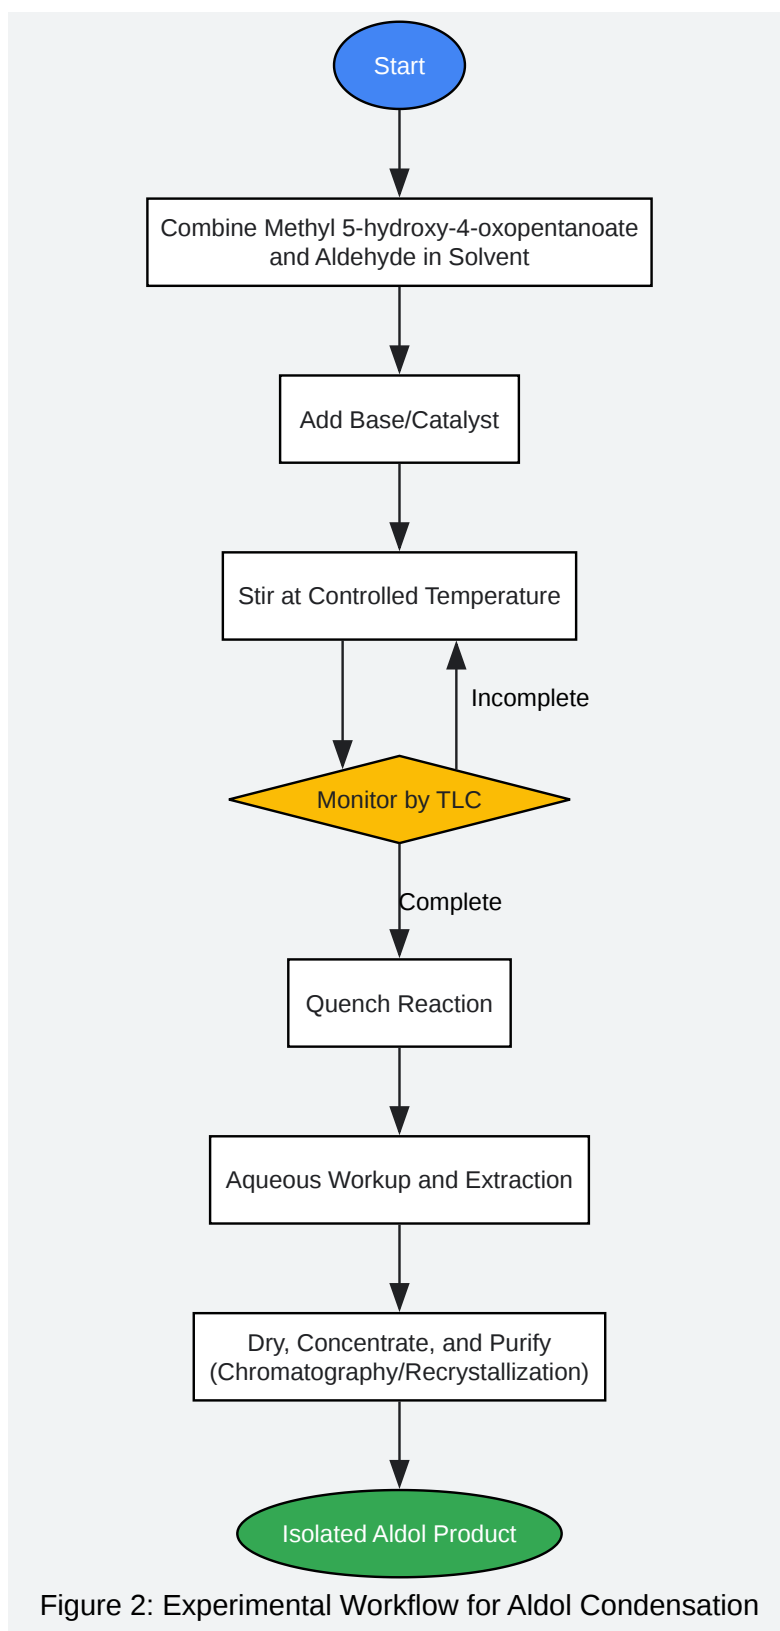 Start
Combine Methyl 5-hydroxy-4-oxopentanoate
and Aldehyde in Solvent
Add Base/Catalyst
Stir at Controlled Temperature
Incomplete
Monitor by TLC
Complete
Quench Reaction
Aqueous Workup and Extraction
Dry, Concentrate, and Purify
(Chromatography/Recrystallization)
Isolated Aldol Product
Figure 2: Experimental Workflow for Aldol Condensation